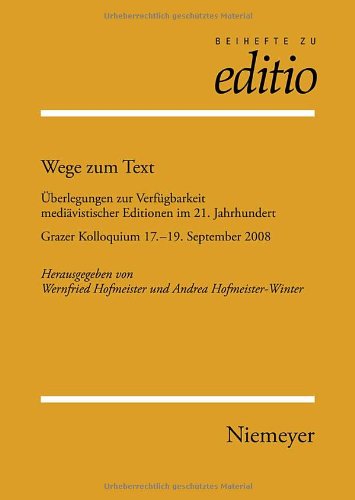 Urheberrechtlich geschütztes Material
BEIHEFTE ZU
editio
Wege zum Text
Überlegungen zur Verfügbarkeit
mediävistischer Editionen im 21. Jahrhundert
Grazer Kolloquium 17.–19. September 2008
Herausgegeben von
Wernfried Hofmeister und Andrea Hofmeister-Winter
Niemeyer
Urheberrechtlich geschütztes Material